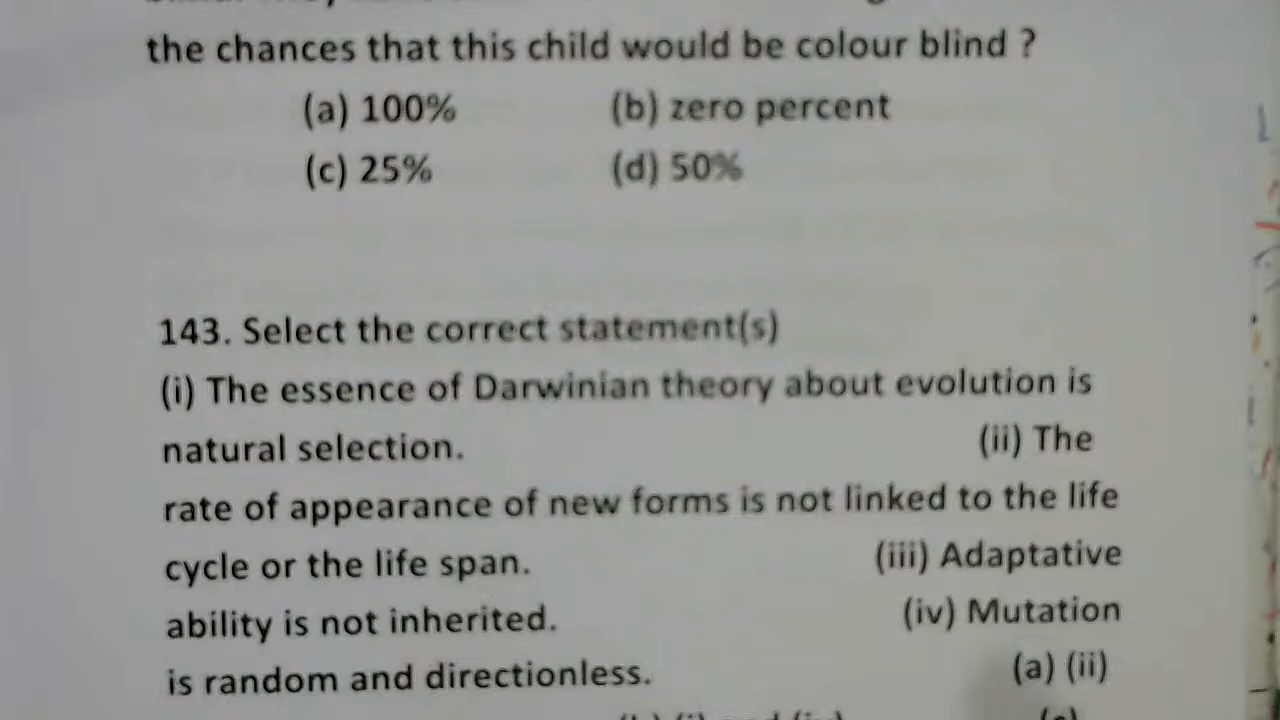 the chances that this child would be colour blind ?
(a) 100% (b) zero percent
(c) 25% (d) 50%
143. Select the correct statement(s)
(i) The essence of Darwinian theory about evolution is
natural selection. (ii) The
rate of appearance of new forms is not linked to the life
cycle or the life span. (iii) Adaptative
ability is not inherited. (iv) Mutation
is random and directionless. (a) (ii)